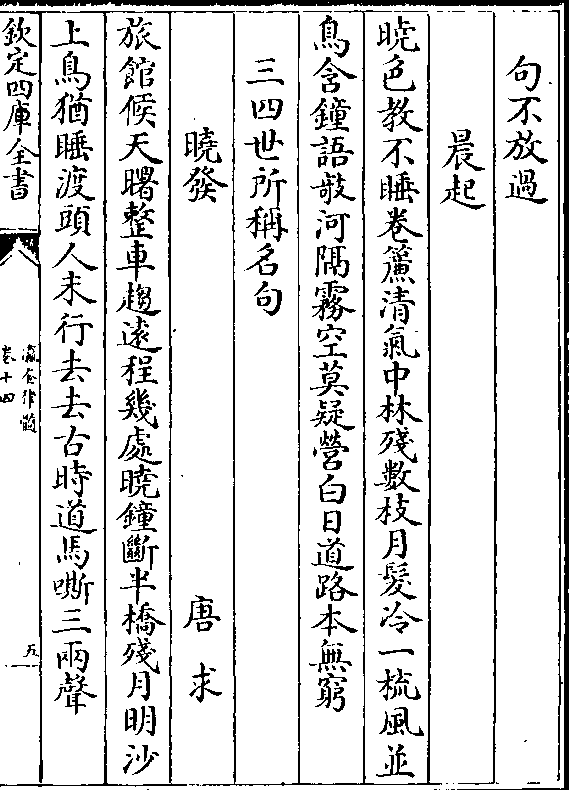 句不放過
晨起
曉色教不睡卷簾清氣中林殘數枝月髮冷一梳風並
鳥含鐘語敧河隔霧空莫疑營白日道路本無窮
三四世所稱名句
曉發 唐求
旅館候天曙整車趨遠程幾處曉鐘斷半橋殘月明沙
上鳥猶睡渡頭人未行去去古時道馬嘶三兩聲
欽定四庫全書
瀛奎律髓
卷十四
五